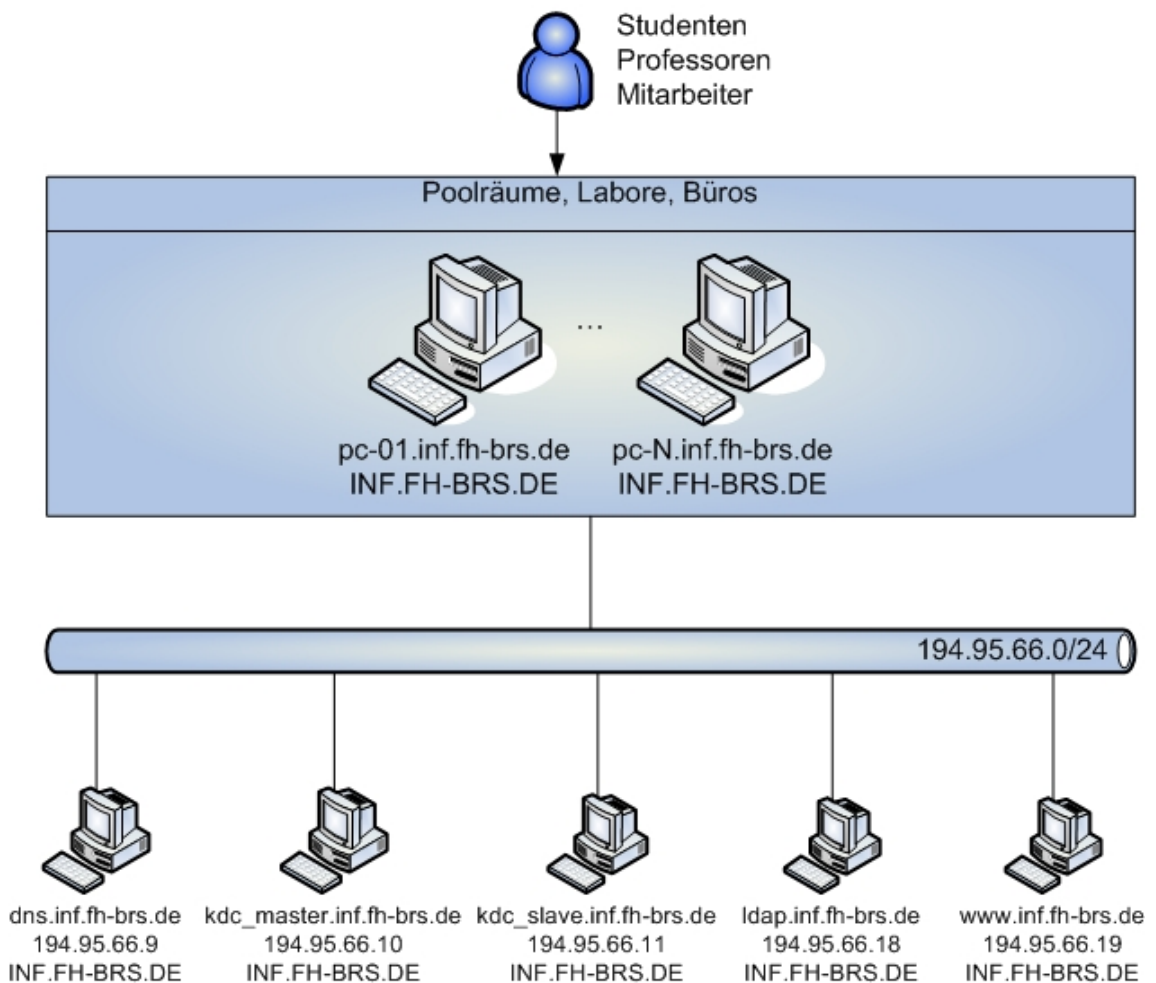 Studenten
Professoren
Mitarbeiter
Poolräume, Labore, Büros
...
pc-01.inf.fh-brs.de
INF.FH-BRS.DE
pc-N.inf.fh-brs.de
INF.FH-BRS.DE
194.95.66.0/24
dns.inf.fh-brs.de
194.95.66.9
INF.FH-BRS.DE
kdc_master.inf.fh-brs.de
194.95.66.10
INF.FH-BRS.DE
kdc_slave.inf.fh-brs.de
194.95.66.11
INF.FH-BRS.DE
ldap.inf.fh-brs.de
194.95.66.18
INF.FH-BRS.DE
www.inf.fh-brs.de
194.95.66.19
INF.FH-BRS.DE